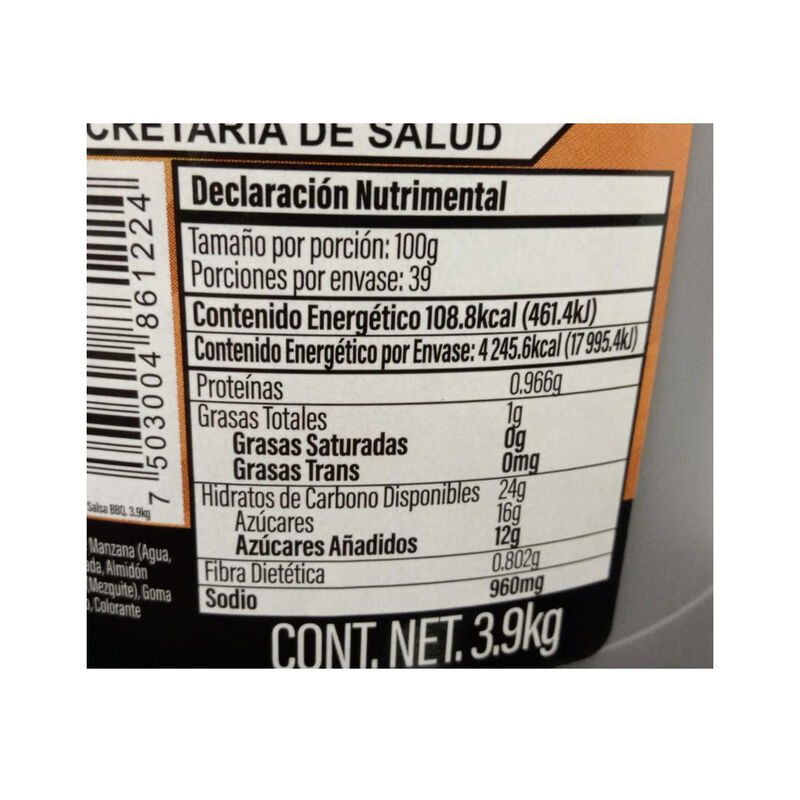 CRETARIA DE SALUD
Declaración Nutrimental
Tamaño por porción: 100g
Porciones por envase: 39
Contenido Energético 108.8kcal (461.4kJ)
Contenido Energético por Envase: 4 245.6kcal (17 995.4kJ)
Proteínas 0.966g
Grasas Totales 1g
Grasas Saturadas 0g
Grasas Trans 0mg
Hidratos de Carbono Disponibles 24g
Azúcares 16g
Azúcares Añadidos 12g
Fibra Dietética 0.802g
Sodio 960mg
CONT. NET. 3.9kg
7 503004 861224
Salsa BBQ. 3.9kg
Manzana (Agua,
ada, Almidón
(Mezquite), Goma
, Colorante